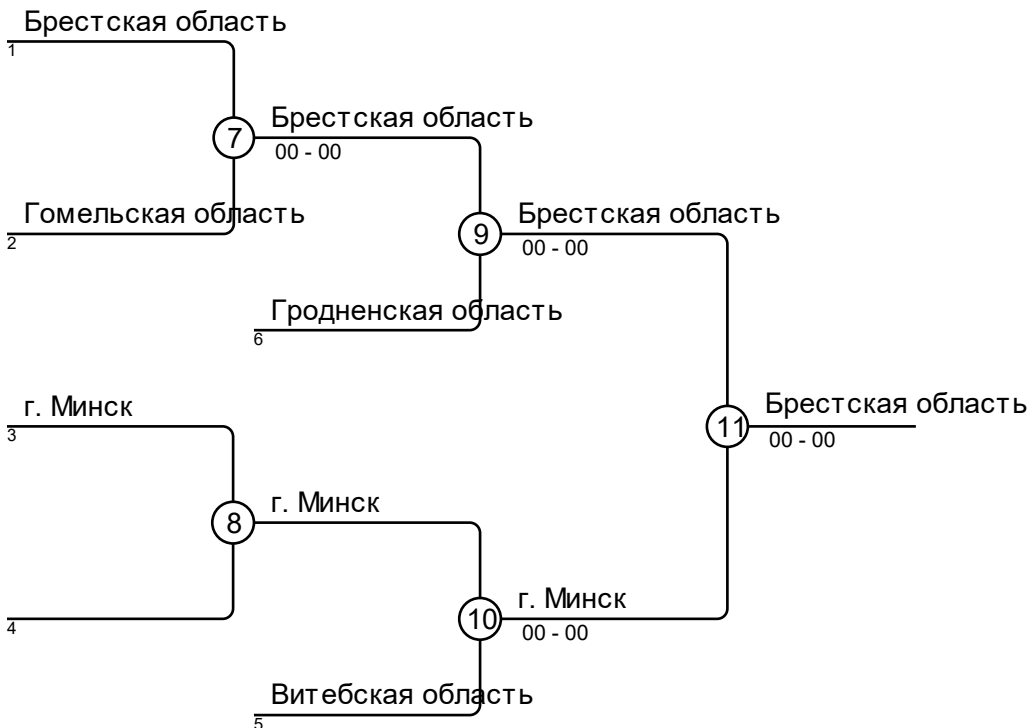 Брестская область
1
Брестская область
7
00 - 00
Гомельская область
2
Брестская область
9
00 - 00
Гродненская область
6
г. Минск
3
Брестская область
11
00 - 00
г. Минск
8
г. Минск
4
10
00 - 00
Витебская область
5